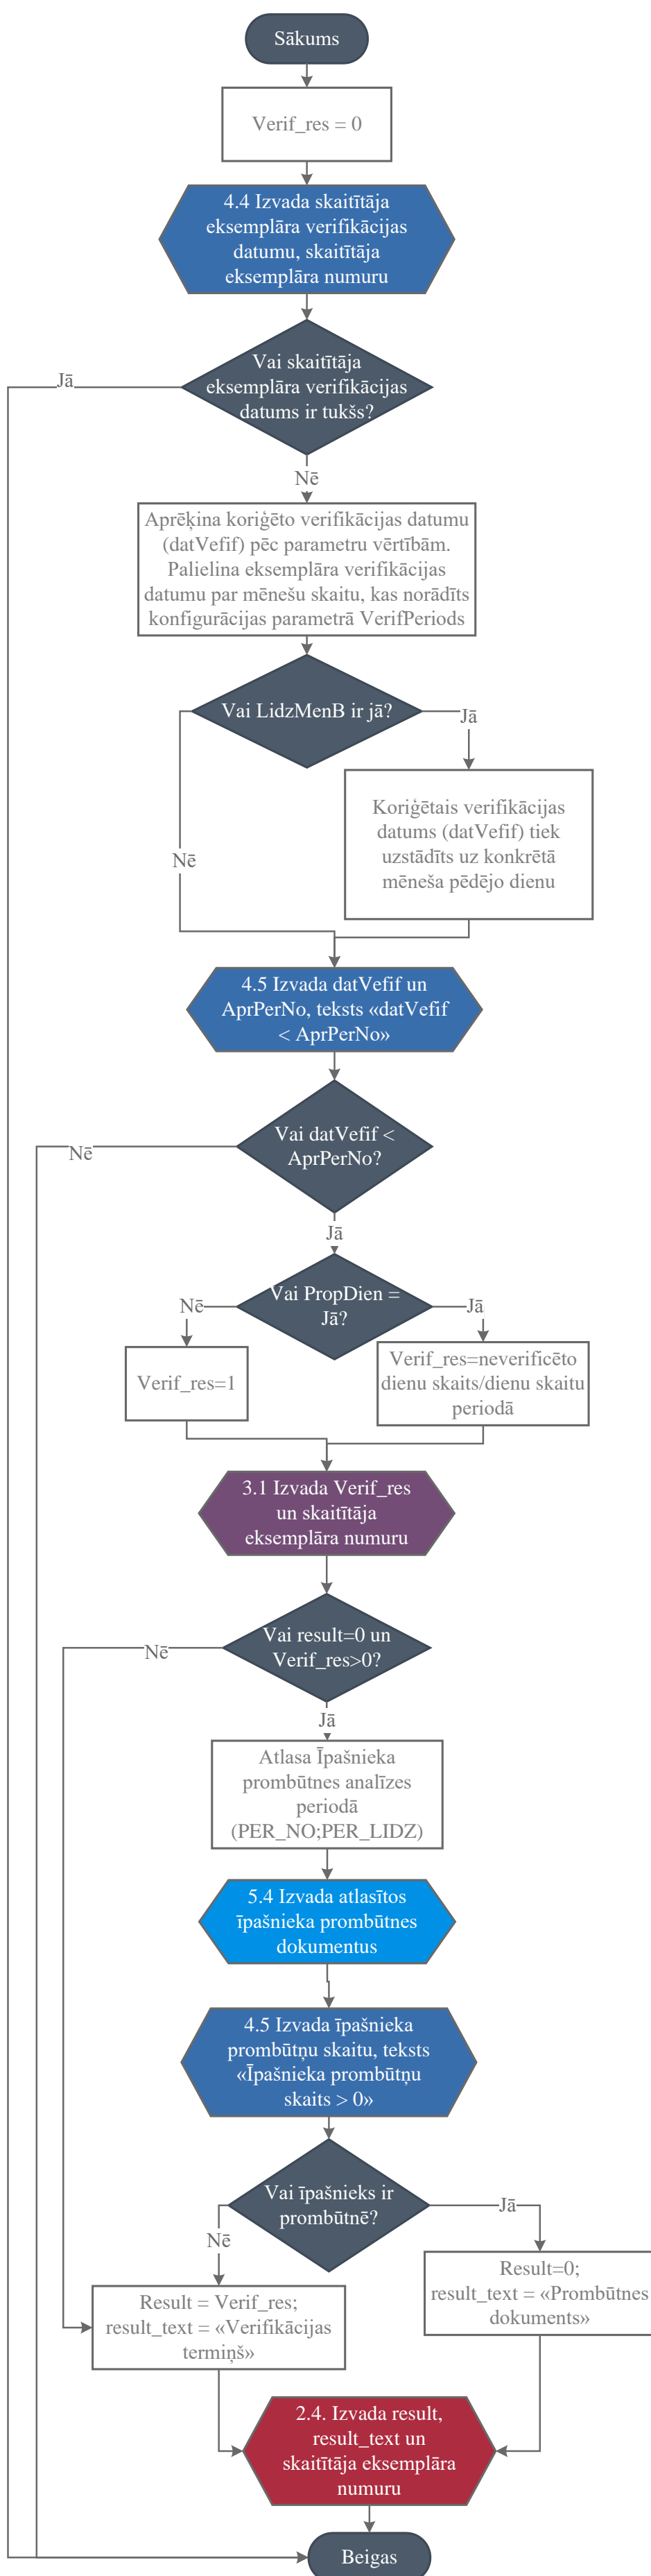 Sākums
Verif_res = 0
4.4 Izvada skaitītāja
eksemplāra verifikācijas
datumu, skaitītāja
eksemplāra numuru
Vai skaitītāja
eksemplāra verifikācijas
datums ir tukšs?
Jā
Nē
Aprēķina koriģēto verifikācijas datumu
(datVefif) pēc parametru vērtībām.
Palielina eksemplāra verifikācijas
datumu par mēnešu skaitu, kas norādīts
konfigurācijas parametrā VerifPeriods
Vai LidzMenB ir jā?
Jā
Koriģētais verifikācijas
datums (datVefif) tiek
uzstādīts uz konkrētā
mēneša pēdējo dienu
Nē
4.5 Izvada datVefif un
AprPerNo, teksts «datVefif
< AprPerNo»
Vai datVefif <
AprPerNo?
Nē
Jā
Vai PropDien =
Jā?
Nē
Jā
Verif_res=1
Verif_res=neverificēto
dienu skaits/dienu skaitu
periodā
3.1 Izvada Verif_res
un skaitītāja
eksemplāra numuru
Vai result=0 un
Verif_res>0?
Nē
Jā
Atlasa Īpašnieka
prombūtnes analīzes
periodā
(PER_NO;PER_LIDZ)
5.4 Izvada atlasītos
īpašnieka prombūtnes
dokumentus
4.5 Izvada īpašnieka
prombūtņu skaitu, teksts
«Īpašnieka prombūtņu
skaits > 0»
Vai īpašnieks ir
prombūtnē?
Nē
Jā
Result = Verif_res;
result_text = «Verifikācijas
termiņš»
Result=0;
result_text = «Prombūtnes
dokuments»
2.4. Izvada result,
result_text un
skaitītāja eksemplāra
numuru
Beigas